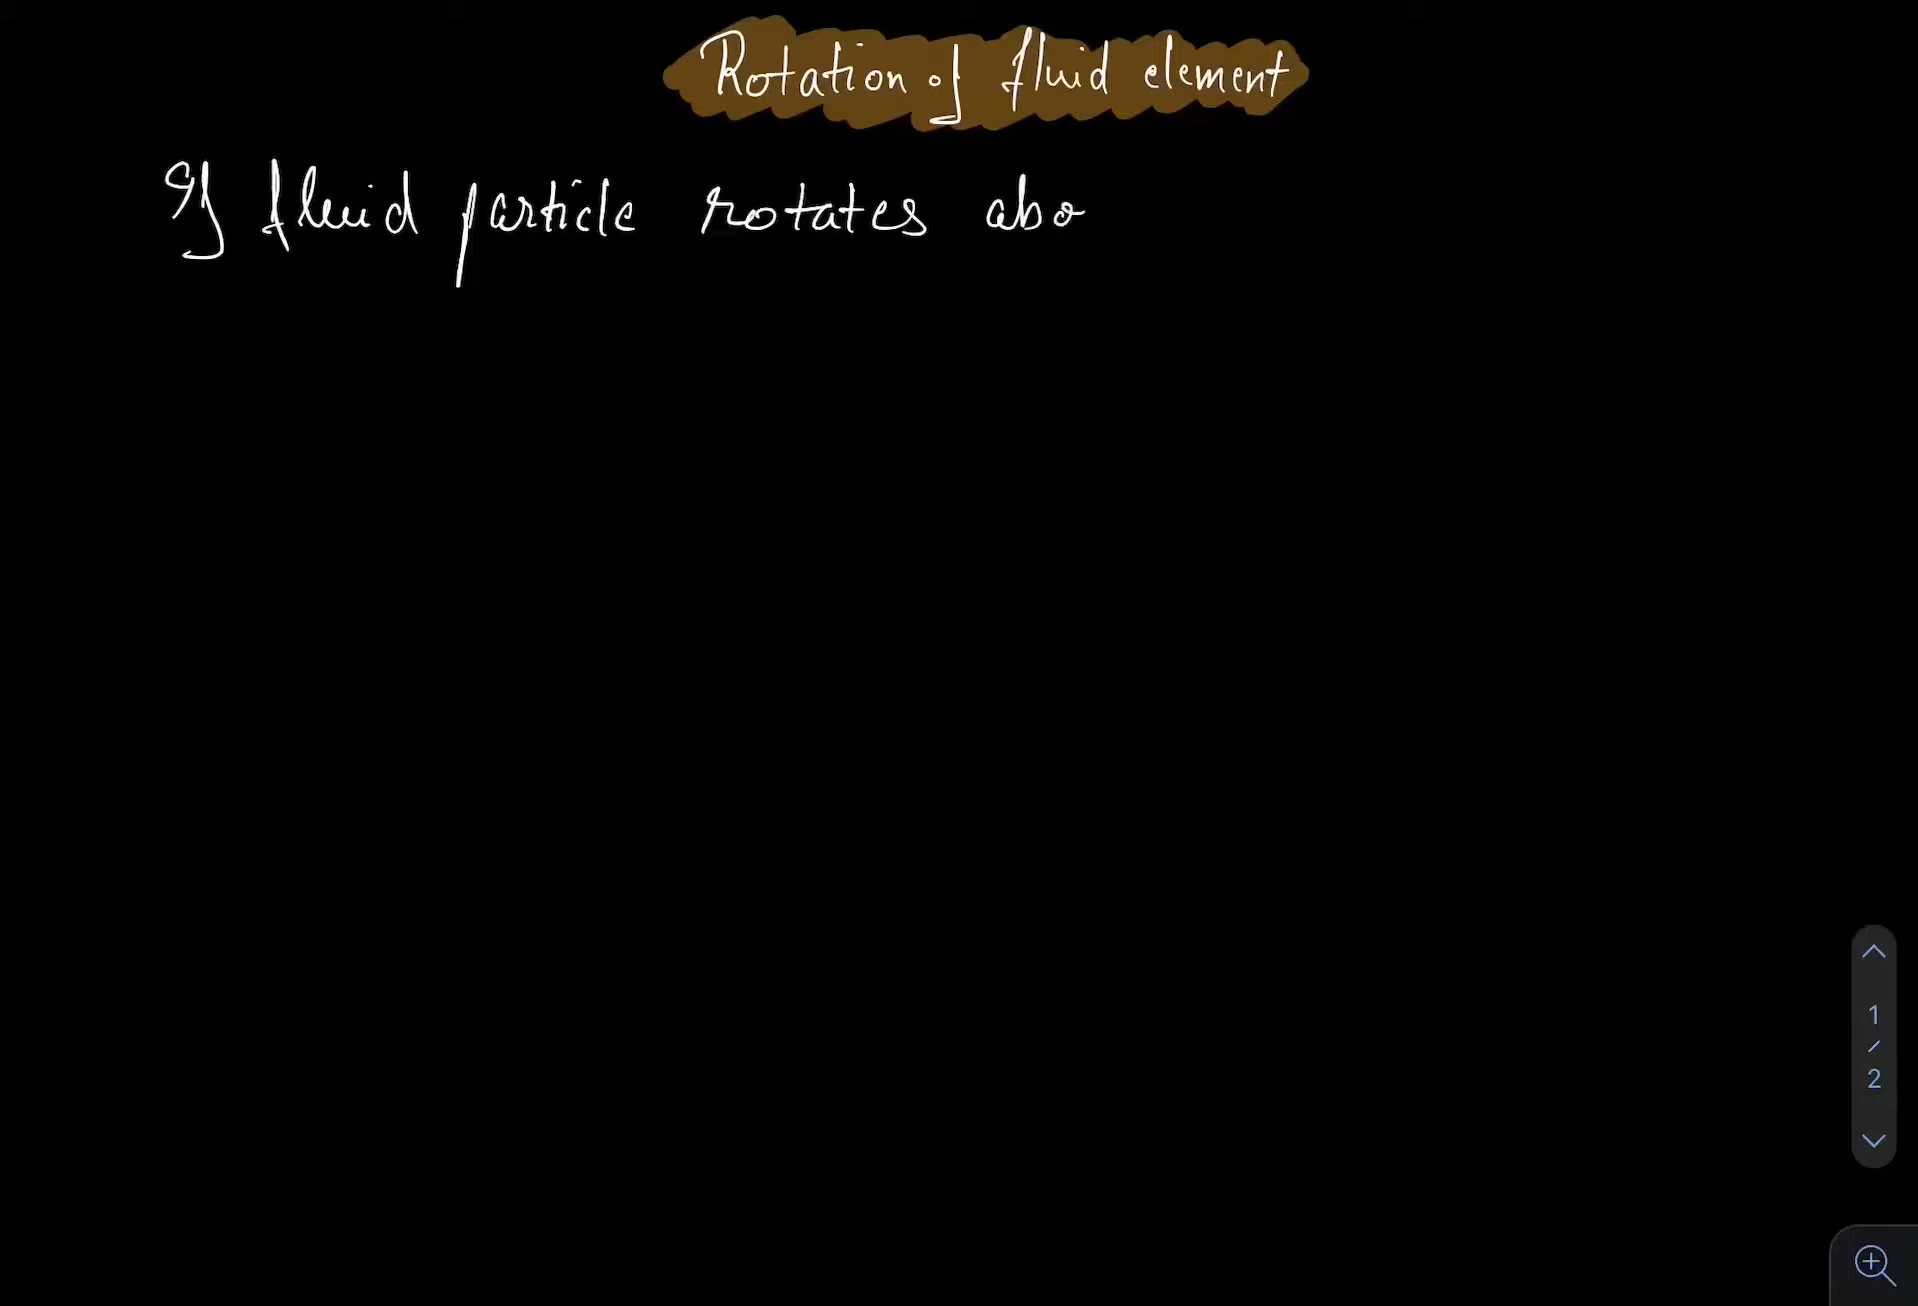 Rotation of fluid element
If fluid particle rotates abo
1
/
2